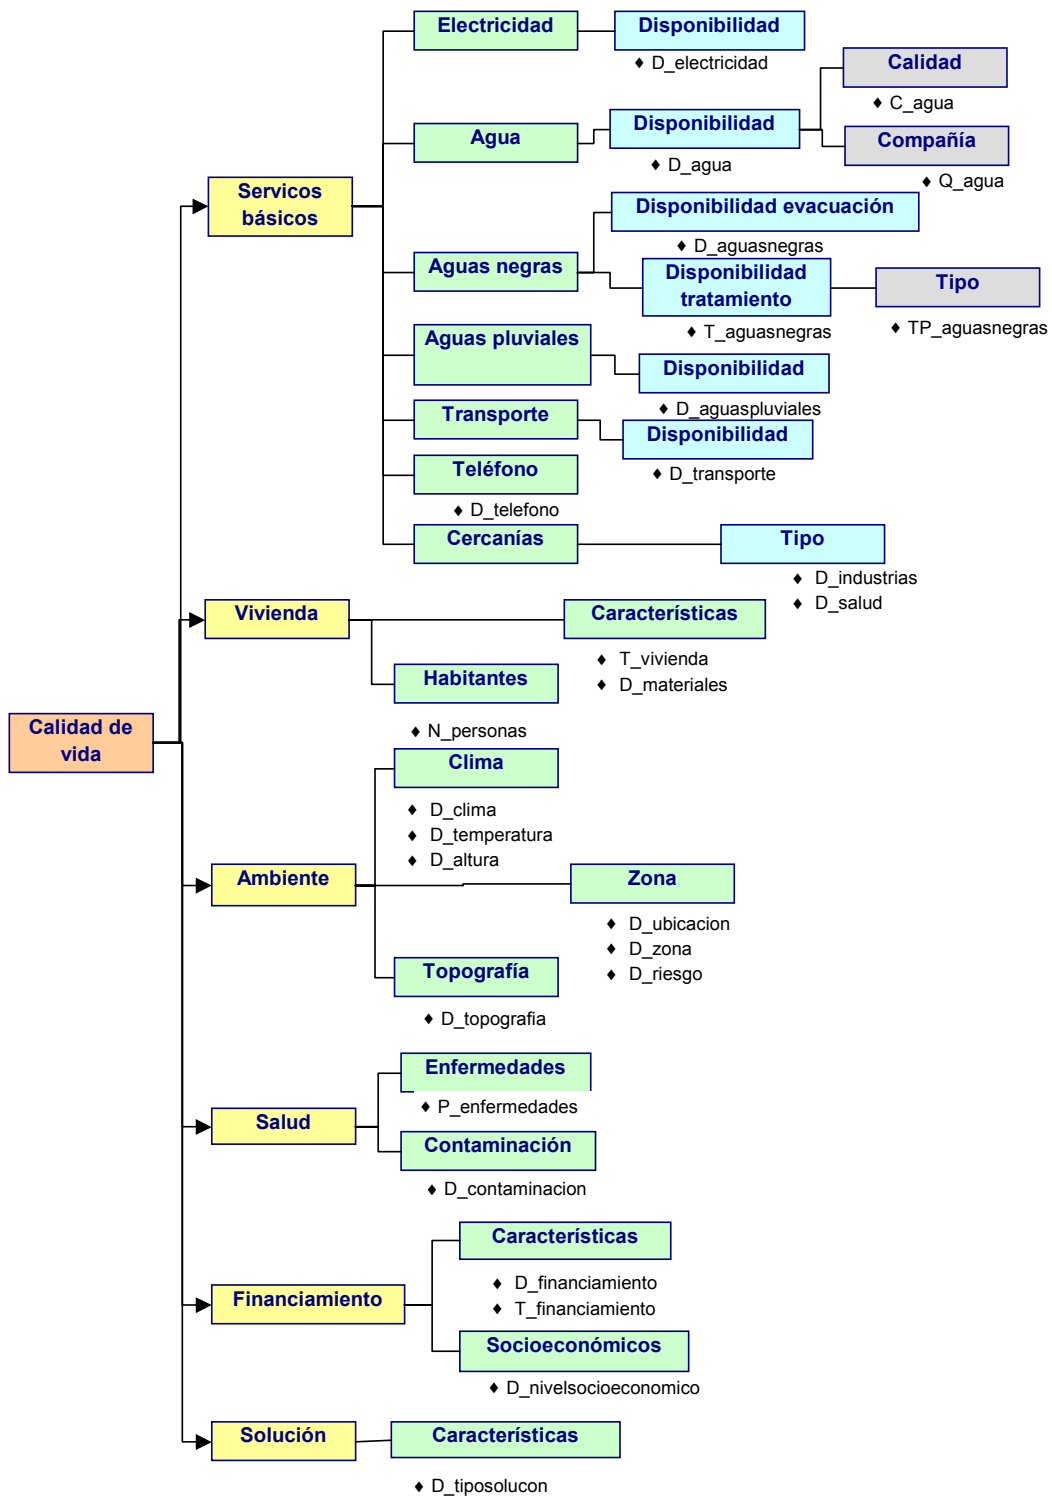 Electricidad
Disponibilidad
♦ D_electricidad
Calidad
♦ C_agua
Agua
Disponibilidad
♦ D_agua
Compañía
♦ Q_agua
Servicos
básicos
Disponibilidad evacuación
♦ D_aguasnegras
Aguas negras
Disponibilidad
tratamiento
♦ T_aguasnegras
Tipo
♦ TP_aguasnegras
Aguas pluviales
Disponibilidad
♦ D_aguaspluviales
Transporte
Disponibilidad
♦ D_transporte
Teléfono
♦ D_telefono
Cercanías
Tipo
♦ D_industrias
♦ D_salud
Vivienda
Características
♦ T_vivienda
♦ D_materiales
Habitantes
♦ N_personas
Calidad de
vida
Clima
♦ D_clima
♦ D_temperatura
♦ D_altura
Ambiente
Zona
♦ D_ubicacion
♦ D_zona
♦ D_riesgo
Topografía
♦ D_topografia
Enfermedades
♦ P_enfermedades
Salud
Contaminación
♦ D_contaminacion
Características
♦ D_financiamiento
♦ T_financiamiento
Financiamiento
Socioeconómicos
♦ D_nivelsocioeconomico
Solución
Características
♦ D_tiposolucon